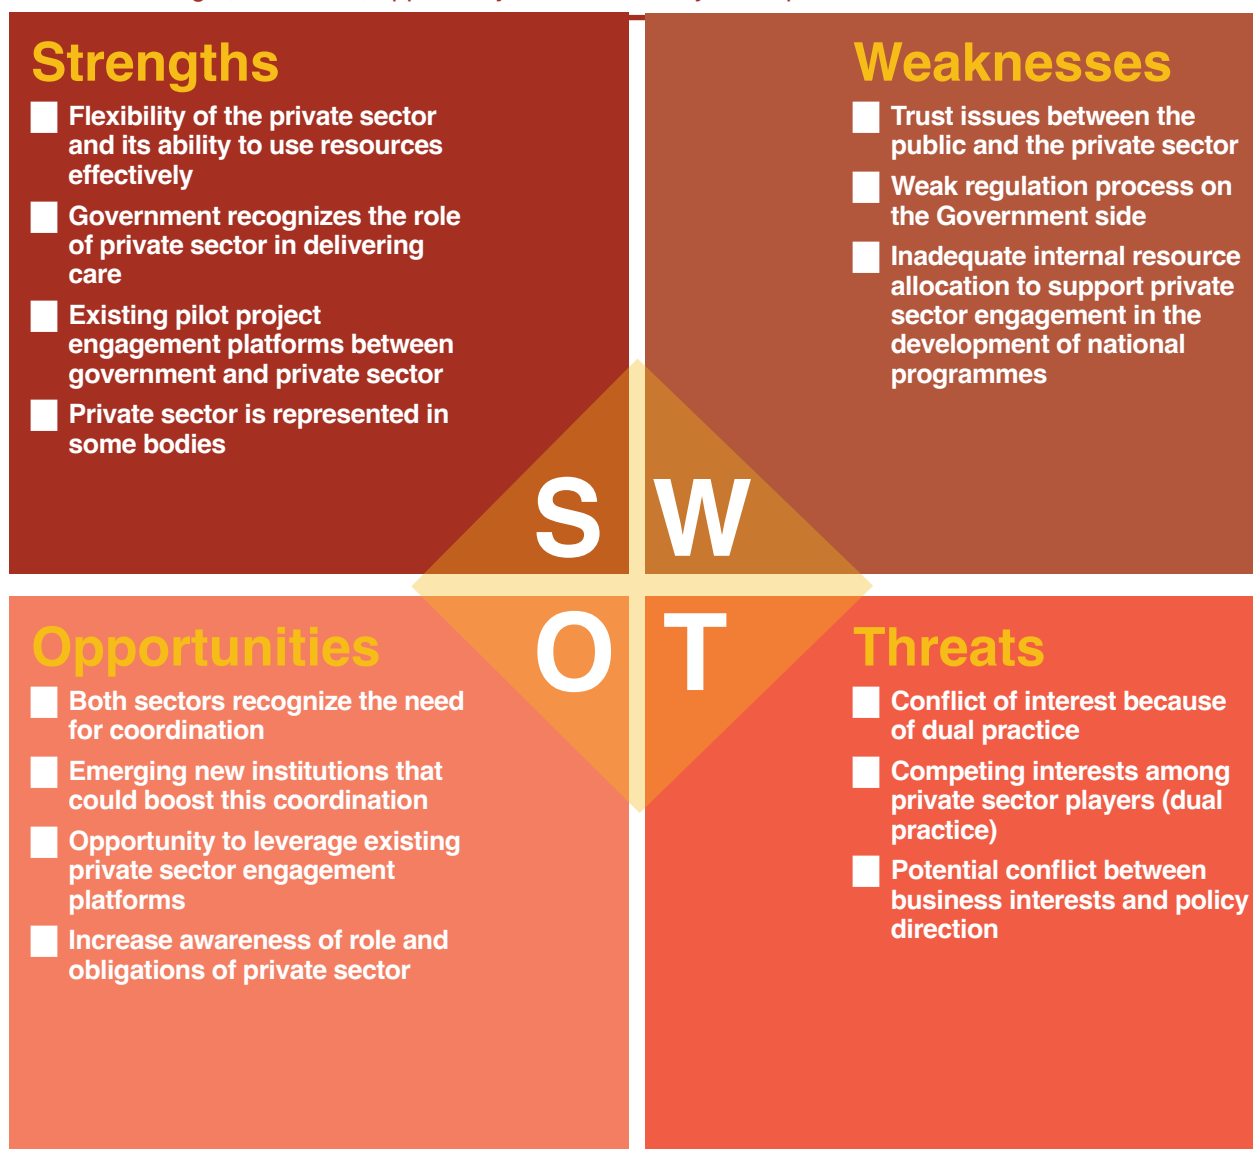 Strengths
Flexibility of the private sector
and its ability to use resources
effectively
Government recognizes the role
of private sector in delivering
care
Existing pilot project
engagement platforms between
government and private sector
Private sector is represented in
some bodies
Weaknesses
Trust issues between the
public and the private sector
Weak regulation process on
the Government side
Inadequate internal resource
allocation to support private
sector engagement in the
development of national
programmes
S W
O T
Opportunities
Both sectors recognize the need
for coordination
Emerging new institutions that
could boost this coordination
Opportunity to leverage existing
private sector engagement
platforms
Increase awareness of role and
obligations of private sector
Threats
Conflict of interest because
of dual practice
Competing interests among
private sector players (dual
practice)
Potential conflict between
business interests and policy
direction